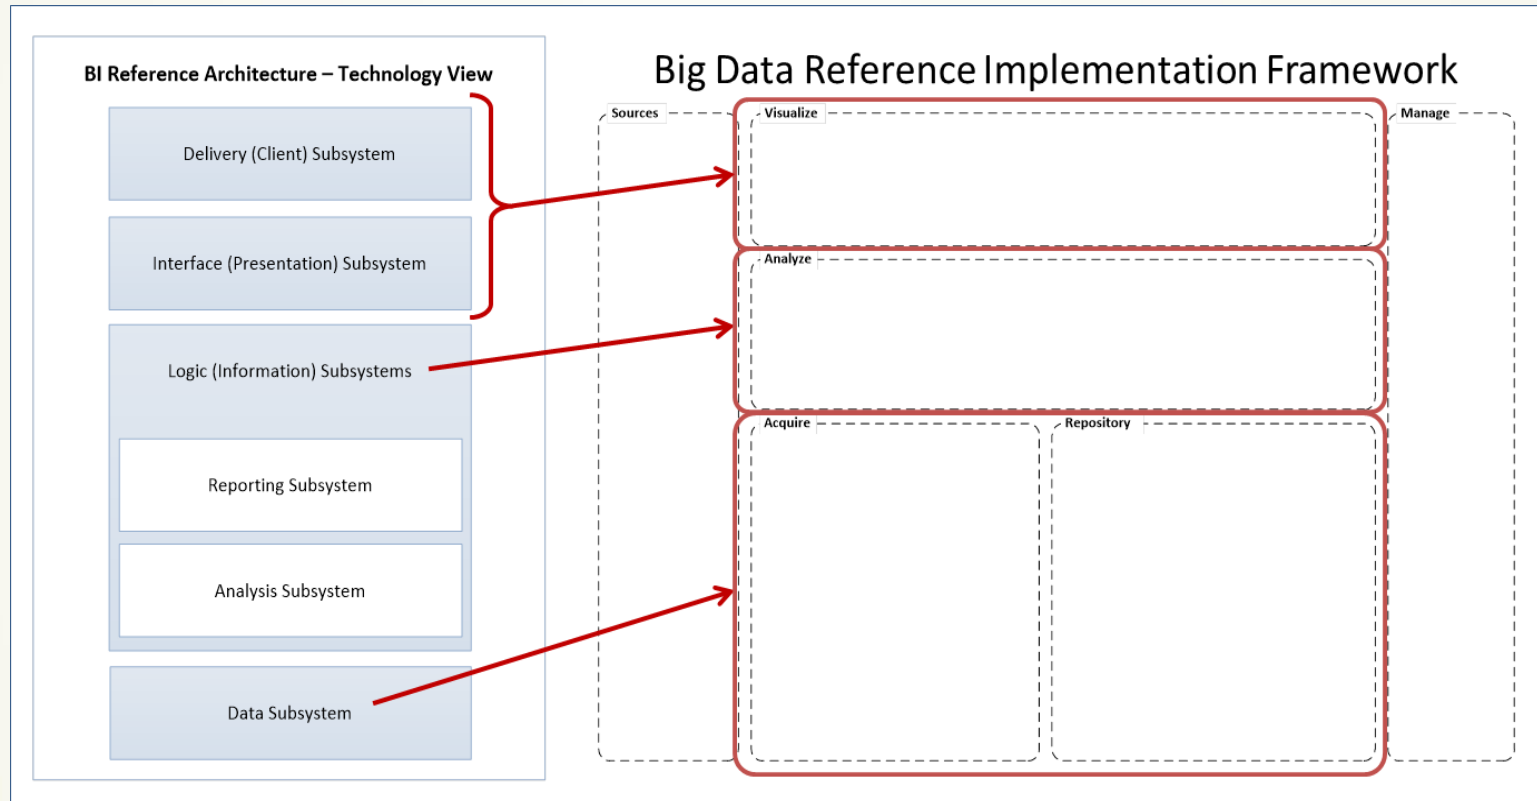 BI Reference Architecture – Technology View
Delivery (Client) Subsystem
Interface (Presentation) Subsystem
Logic (Information) Subsystems
Reporting Subsystem
Analysis Subsystem
Data Subsystem
Big Data Reference Implementation Framework
Sources
Visualize
Manage
Analyze
Acquire
Repository